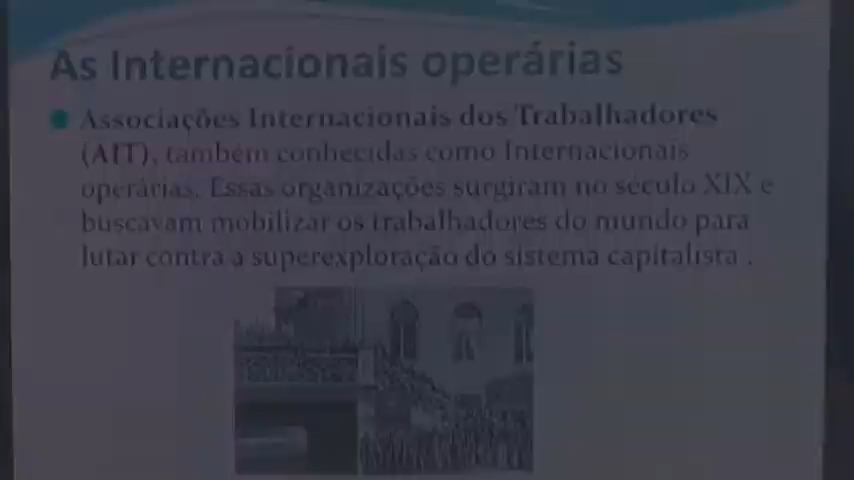 As Internacionais operárias
Associações Internacionais dos Trabalhadores
(AIT), também conhecidas como Internacionais
operárias. Essas organizações surgiram no século XIX e
buscavam mobilizar os trabalhadores do mundo para
lutar contra a superexploração do sistema capitalista .